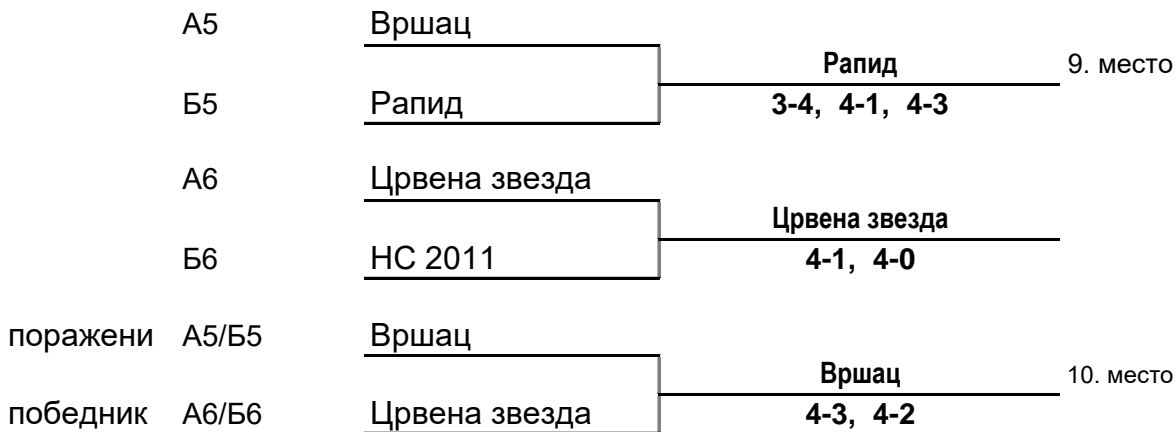 А5 Вршац
Рапид 9. место
Б5 Рапид 3-4, 4-1, 4-3
А6 Црвена звезда
Црвена звезда
Б6 НС 2011 4-1, 4-0
поражени А5/Б5 Вршац
Вршац 10. место
победник А6/Б6 Црвена звезда 4-3, 4-2